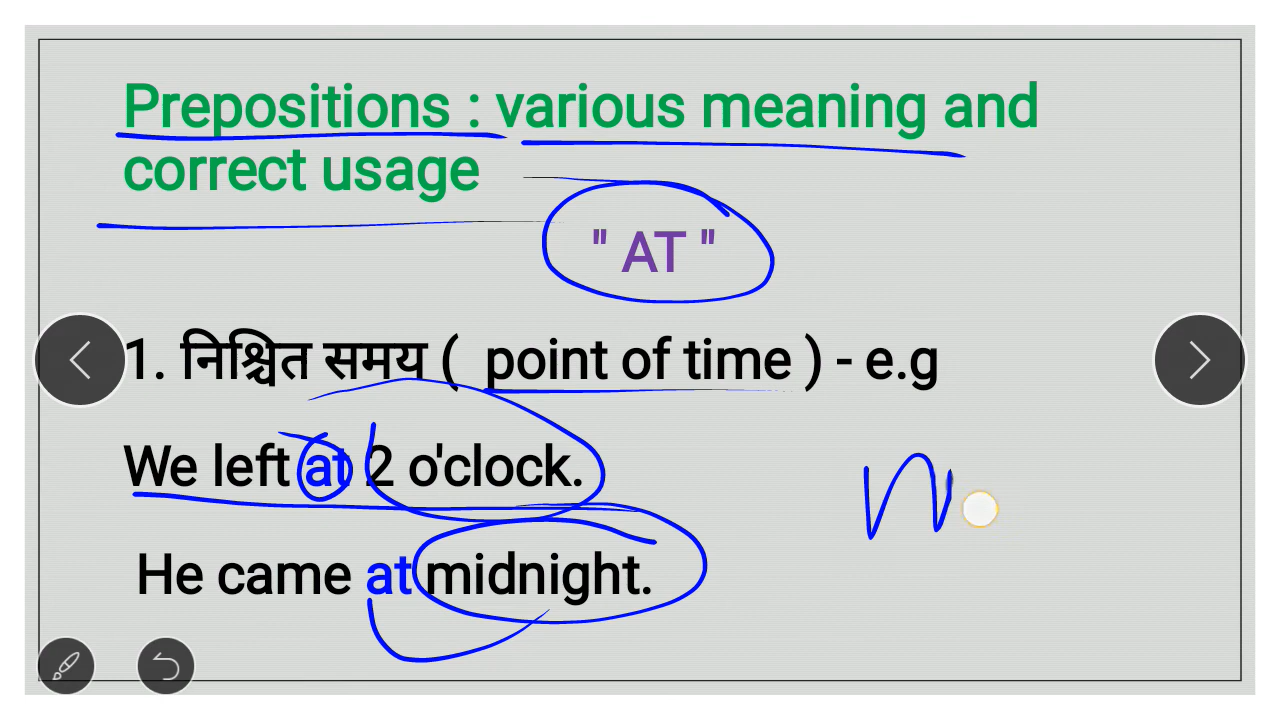 Prepositions : various meaning and
correct usage
" AT "
1. निश्चित समय ( point of time ) - e.g
We left at 2 o'clock.
He came at midnight.